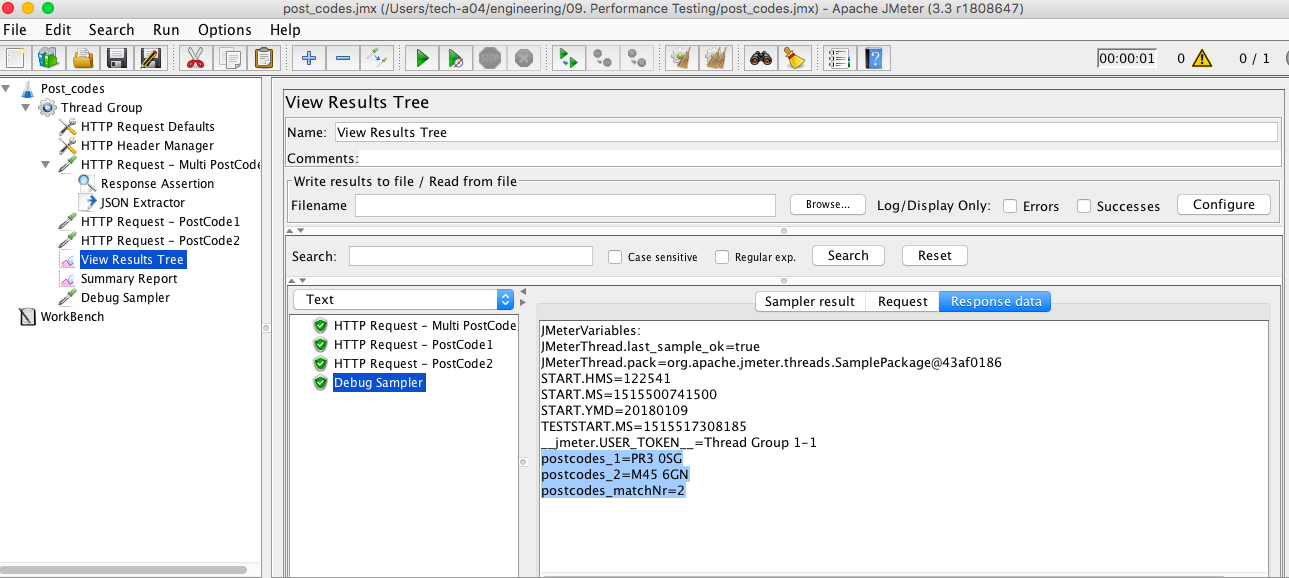 post_codes.jmx (/Users/tech-a04/engineering/09. Performance Testing/post_codes.jmx) - Apache JMeter (3.3 r1808647)
File Edit Search Run Options Help
00:00:01 0 0 / 1
Post_codes
Thread Group
HTTP Request Defaults
HTTP Header Manager
HTTP Request - Multi PostCode
Response Assertion
JSON Extractor
HTTP Request - PostCode1
HTTP Request - PostCode2
View Results Tree
Summary Report
Debug Sampler
WorkBench
View Results Tree
Name: View Results Tree
Comments:
Write results to file / Read from file
Filename Browse... Log/Display Only: Errors Successes Configure
Search: Case sensitive Regular exp. Search Reset
Text
HTTP Request - Multi PostCode
HTTP Request - PostCode1
HTTP Request - PostCode2
Debug Sampler
Sampler result Request Response data
JMeterVariables:
JMeterThread.last_sample_ok=true
JMeterThread.pack=org.apache.jmeter.threads.SamplePackage@43af0186
START.HMS=122541
START.MS=1515500741500
START.YMD=20180109
TESTSTART.MS=1515517308185
__jmeter.USER_TOKEN__=Thread Group 1-1
postcodes_1=PR3 0SG
postcodes_2=M45 6GN
postcodes_matchNr=2